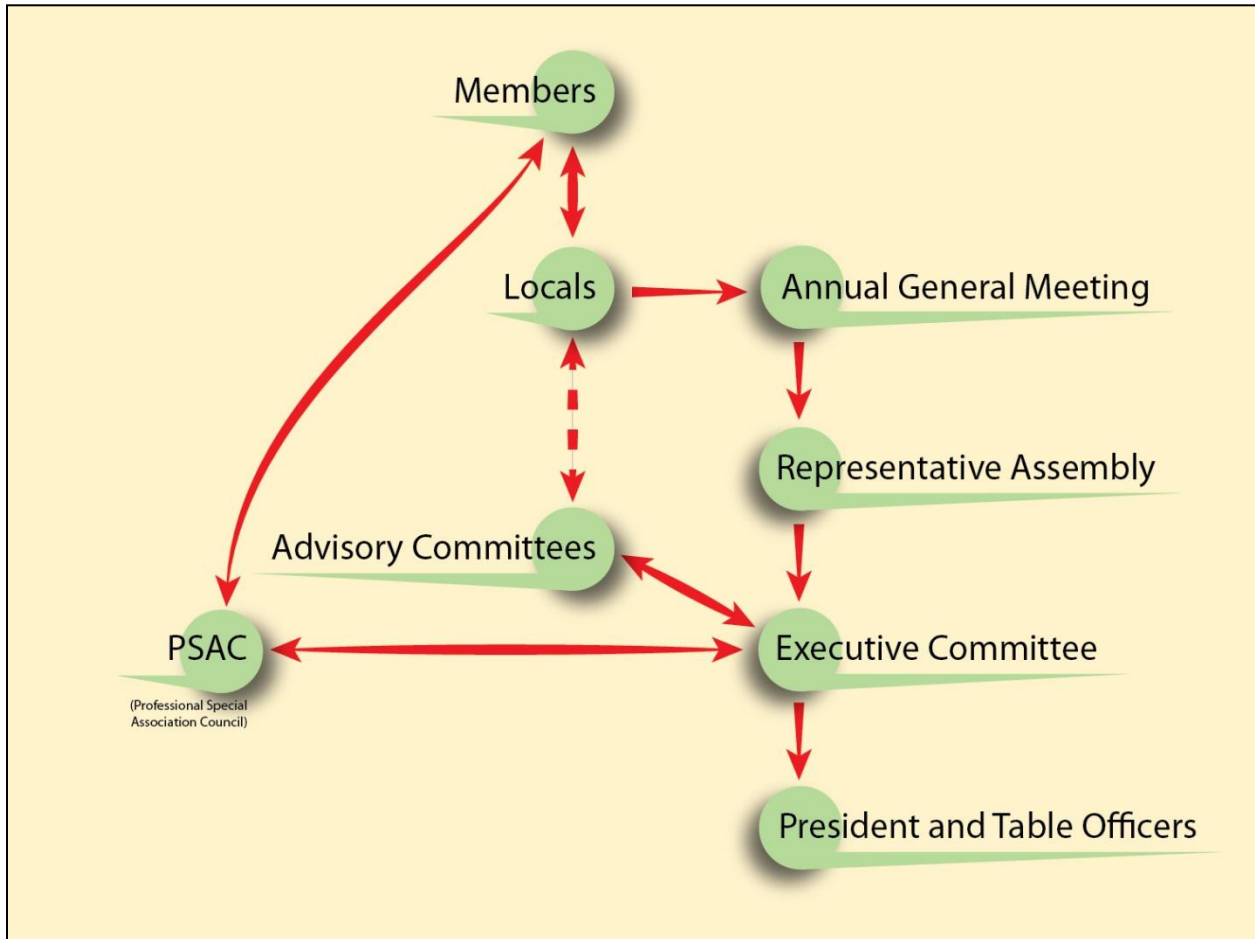 Members
Locals
Annual General Meeting
Representative Assembly
Advisory Committees
PSAC
(Professional Special
Association Council)
Executive Committee
President and Table Officers